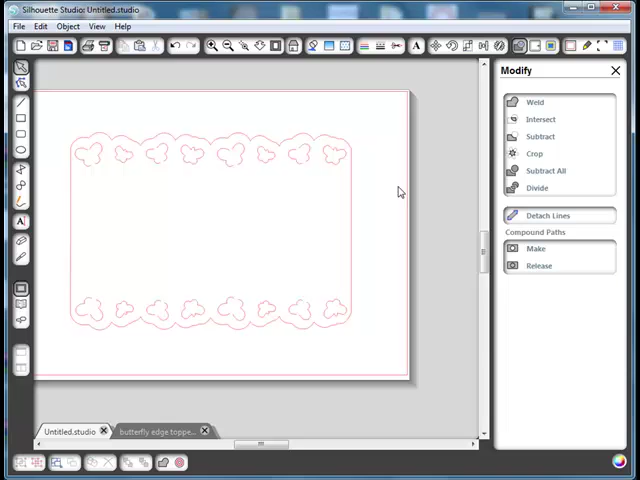 Silhouette Studio: Untitled.studio
File Edit Object View Help
Modify
Weld
Intersect
Subtract
Crop
Subtract All
Divide
Detach Lines
Compound Paths
Make
Release
Untitled.studio
butterfly edge toppe...